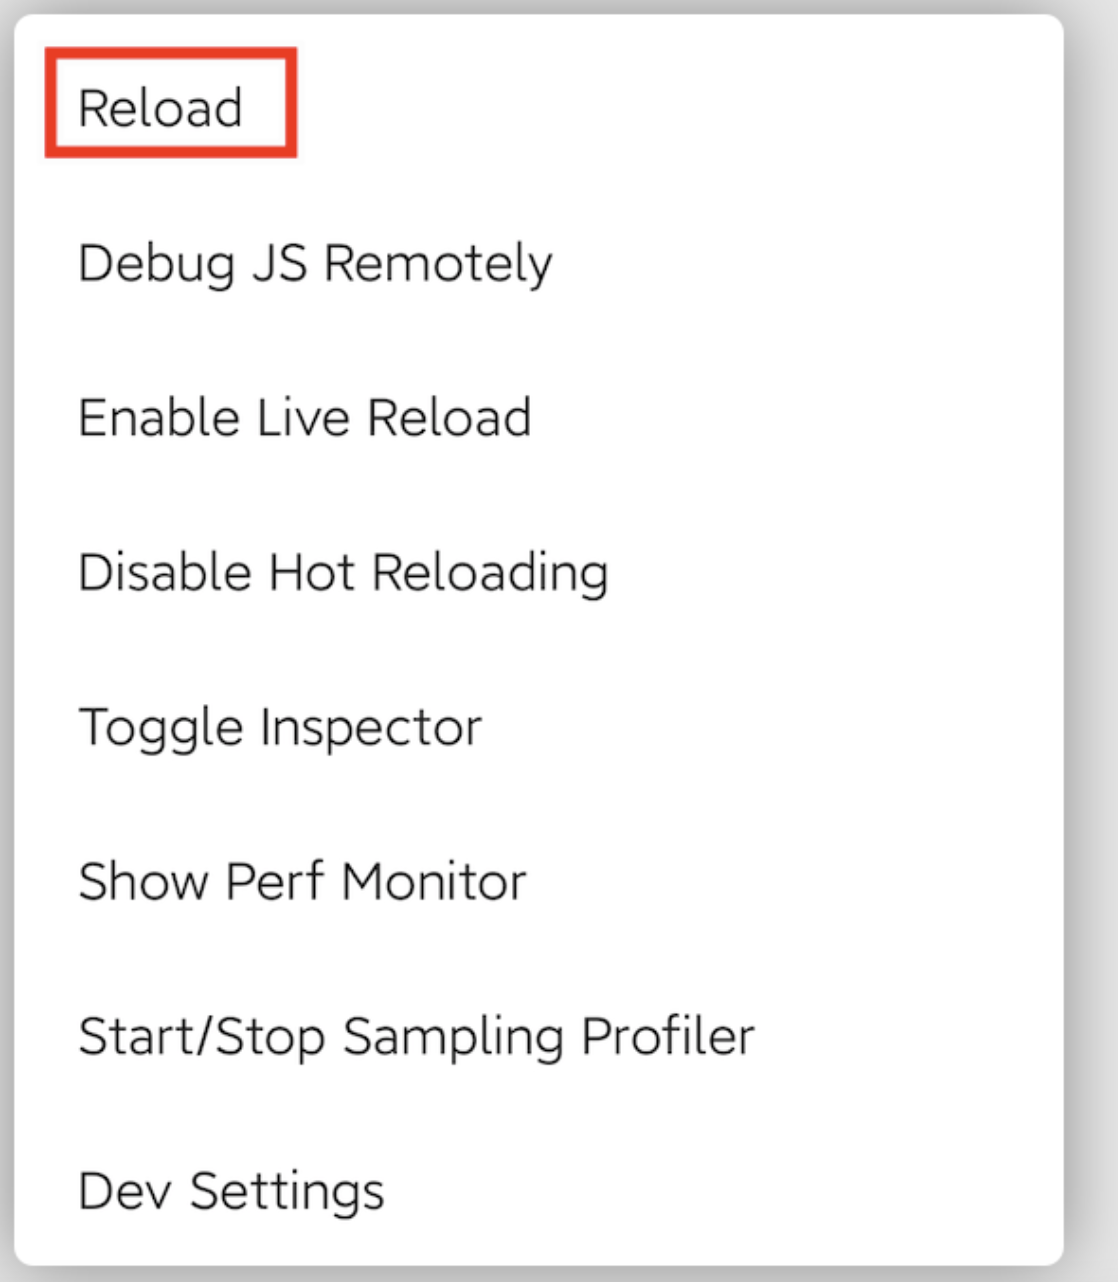 Reload
Debug JS Remotely
Enable Live Reload
Disable Hot Reloading
Toggle Inspector
Show Perf Monitor
Start/Stop Sampling Profiler
Dev Settings